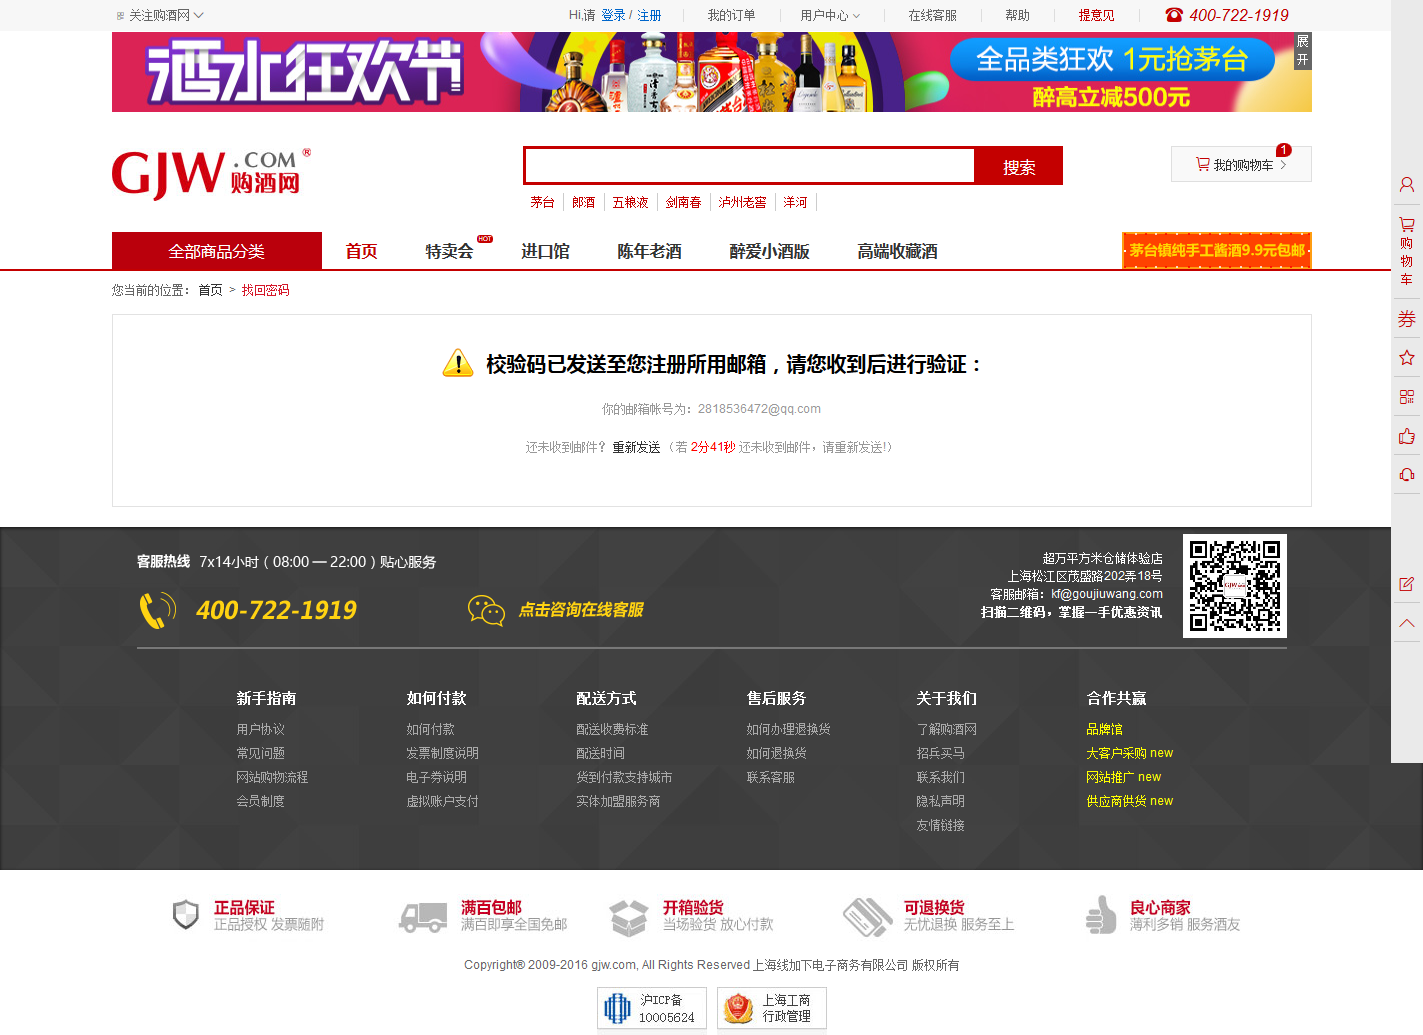 关注购酒网
Hi,请 登录 / 注册
我的订单
用户中心
在线客服
帮助
提意见
400-722-1919
酒水狂欢节
全品类狂欢 1元抢茅台
醉高立减500元
展开
GJW.COM®
购酒网
搜索
1
我的购物车 >
茅台 郎酒 五粮液 剑南春 泸州老窖 洋河
全部商品分类
首页
特卖会
HOT
进口馆
陈年老酒
醉爱小酒版
高端收藏酒
茅台镇纯手工酱酒9.9元包邮
购物车
券
您当前的位置： 首页 > 找回密码
校验码已发送至您注册所用邮箱，请您收到后进行验证：
你的邮箱帐号为：2818536472@qq.com
还未收到邮件？ 重新发送 （若 2分41秒 还未收到邮件，请重新发送!）
客服热线 7x14小时（08:00 — 22:00）贴心服务
400-722-1919
点击咨询在线客服
超万平方米仓储体验店
上海松江区茂盛路202弄18号
客服邮箱：kf@goujiuwang.com
扫描二维码，掌握一手优惠资讯
GJW
新手指南
用户协议
常见问题
网站购物流程
会员制度
如何付款
如何付款
发票制度说明
电子券说明
虚拟账户支付
配送方式
配送收费标准
配送时间
货到付款支持城市
实体加盟服务商
售后服务
如何办理退换货
如何退换货
联系客服
关于我们
了解购酒网
招兵买马
联系我们
隐私声明
友情链接
合作共赢
品牌馆
大客户采购 new
网站推广 new
供应商供货 new
正品保证
正品授权 发票随附
满百包邮
满百即享全国免邮
开箱验货
当场验货 放心付款
可退换货
无忧退换 服务至上
良心商家
薄利多销 服务酒友
Copyright® 2009-2016 gjw.com, All Rights Reserved 上海线加下电子商务有限公司 版权所有
沪ICP备
10005624
上海工商
行政管理